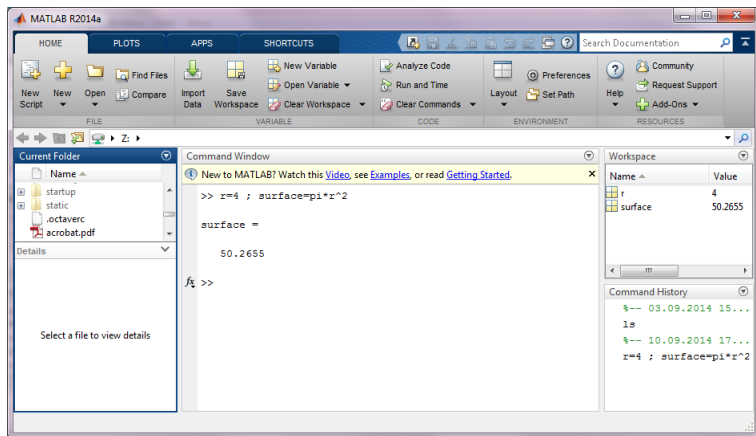 MATLAB R2014a
HOME PLOTS APPS SHORTCUTS Search Documentation
New Script
New
Open
Find Files
Compare
FILE
Import Data
Save Workspace
New Variable
Open Variable
Clear Workspace
VARIABLE
Analyze Code
Run and Time
Clear Commands
CODE
Layout
Preferences
Set Path
ENVIRONMENT
Help
Community
Request Support
Add-Ons
RESOURCES
Z:
Current Folder
Name
startup
static
.octaverc
acrobat.pdf
Details
Select a file to view details
Command Window
New to MATLAB? Watch this Video, see Examples, or read Getting Started.
>> r=4 ; surface=pi*r^2
surface =
50.2655
fx >>
Workspace
Name Value
r 4
surface 50.2655
Command History
%-- 03.09.2014 15...
ls
%-- 10.09.2014 17...
r=4 ; surface=pi*r^2